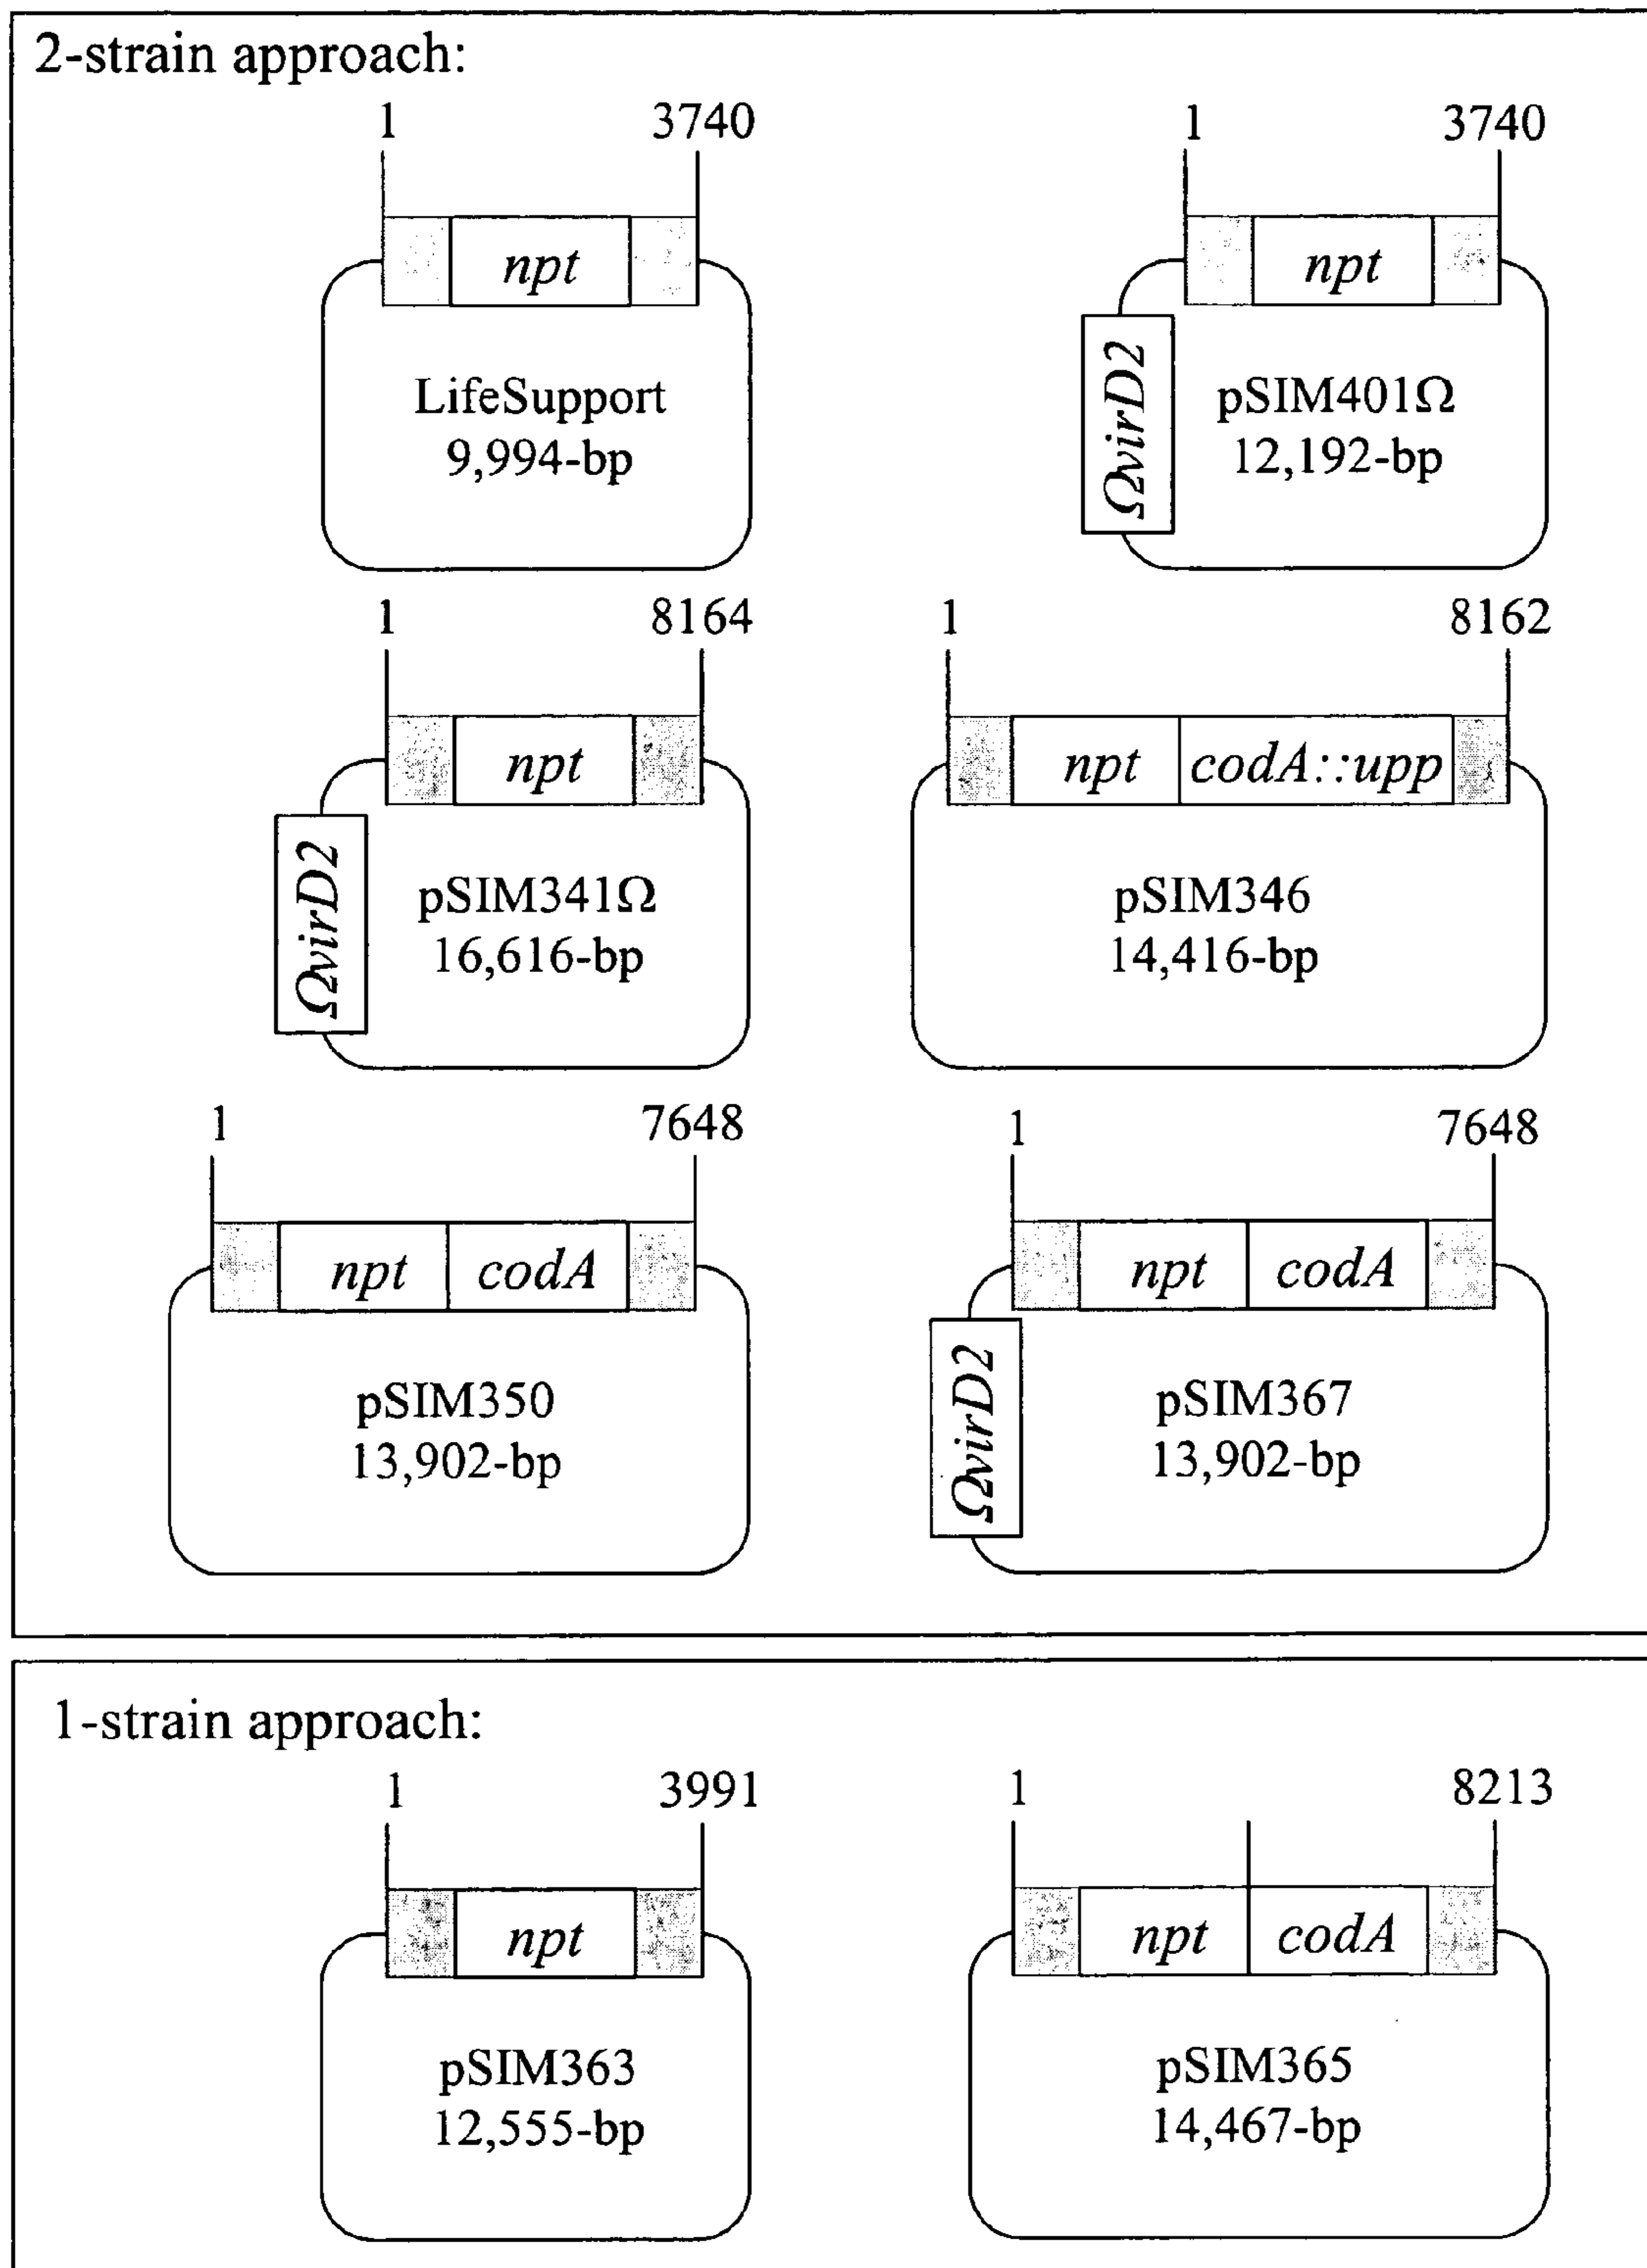 2-strain approach:
1 3740
npt
LifeSupport
9,994-bp
1 3740
npt
ΩvirD2
pSIM401Ω
12,192-bp
1 8164
npt
ΩvirD2
pSIM341Ω
16,616-bp
1 8162
npt codA::upp
pSIM346
14,416-bp
1 7648
npt codA
pSIM350
13,902-bp
1 7648
npt codA
ΩvirD2
pSIM367
13,902-bp
1-strain approach:
1 3991
npt
pSIM363
12,555-bp
1 8213
npt codA
pSIM365
14,467-bp